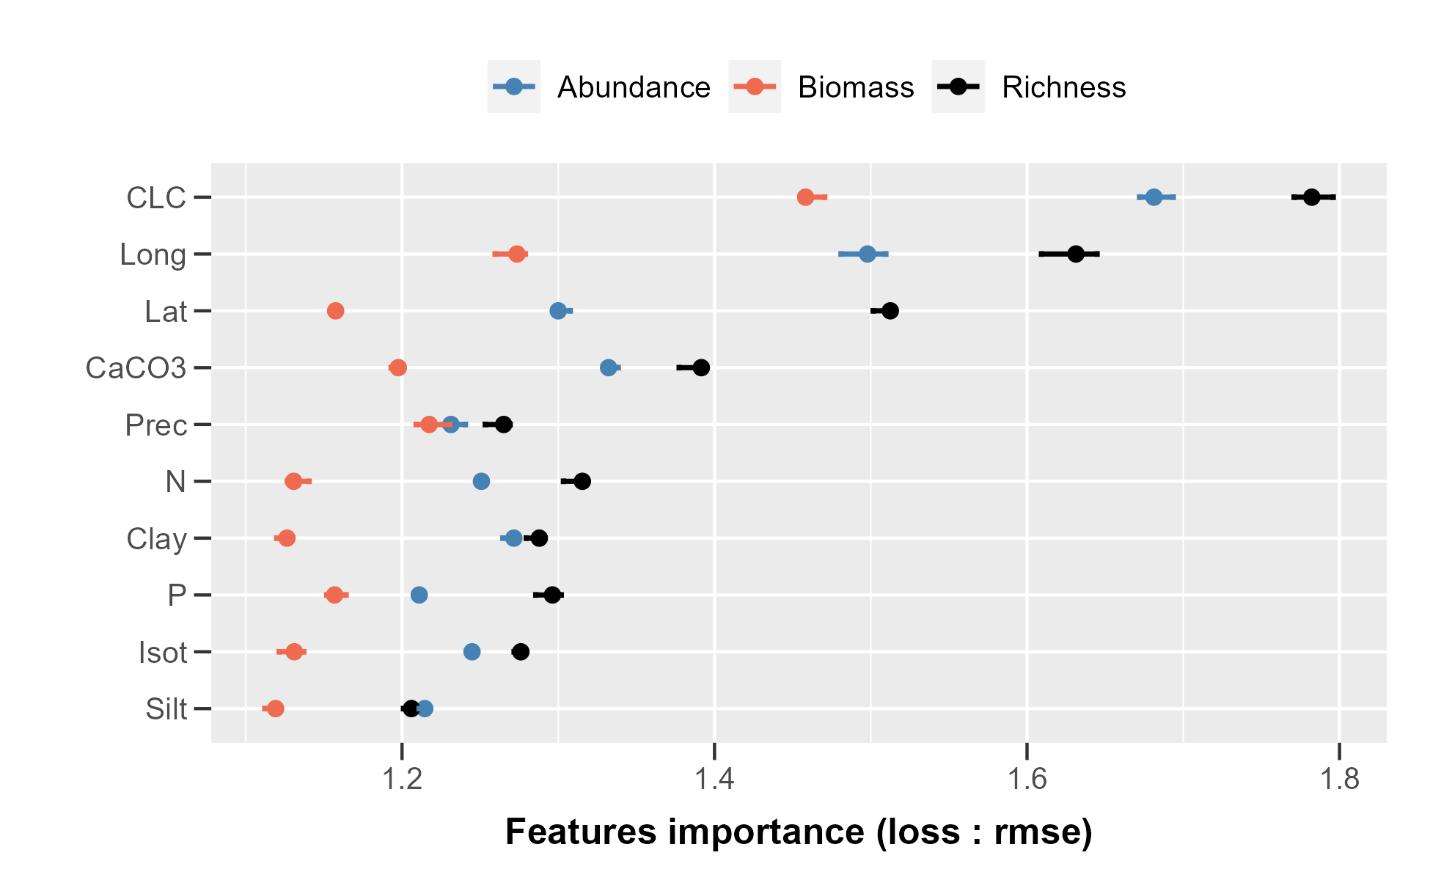 Abundance Biomass Richness
CLC
Long
Lat
CaCO3
Prec
N
Clay
P
Isot
Silt
1.2 1.4 1.6 1.8
Features importance (loss : rmse)